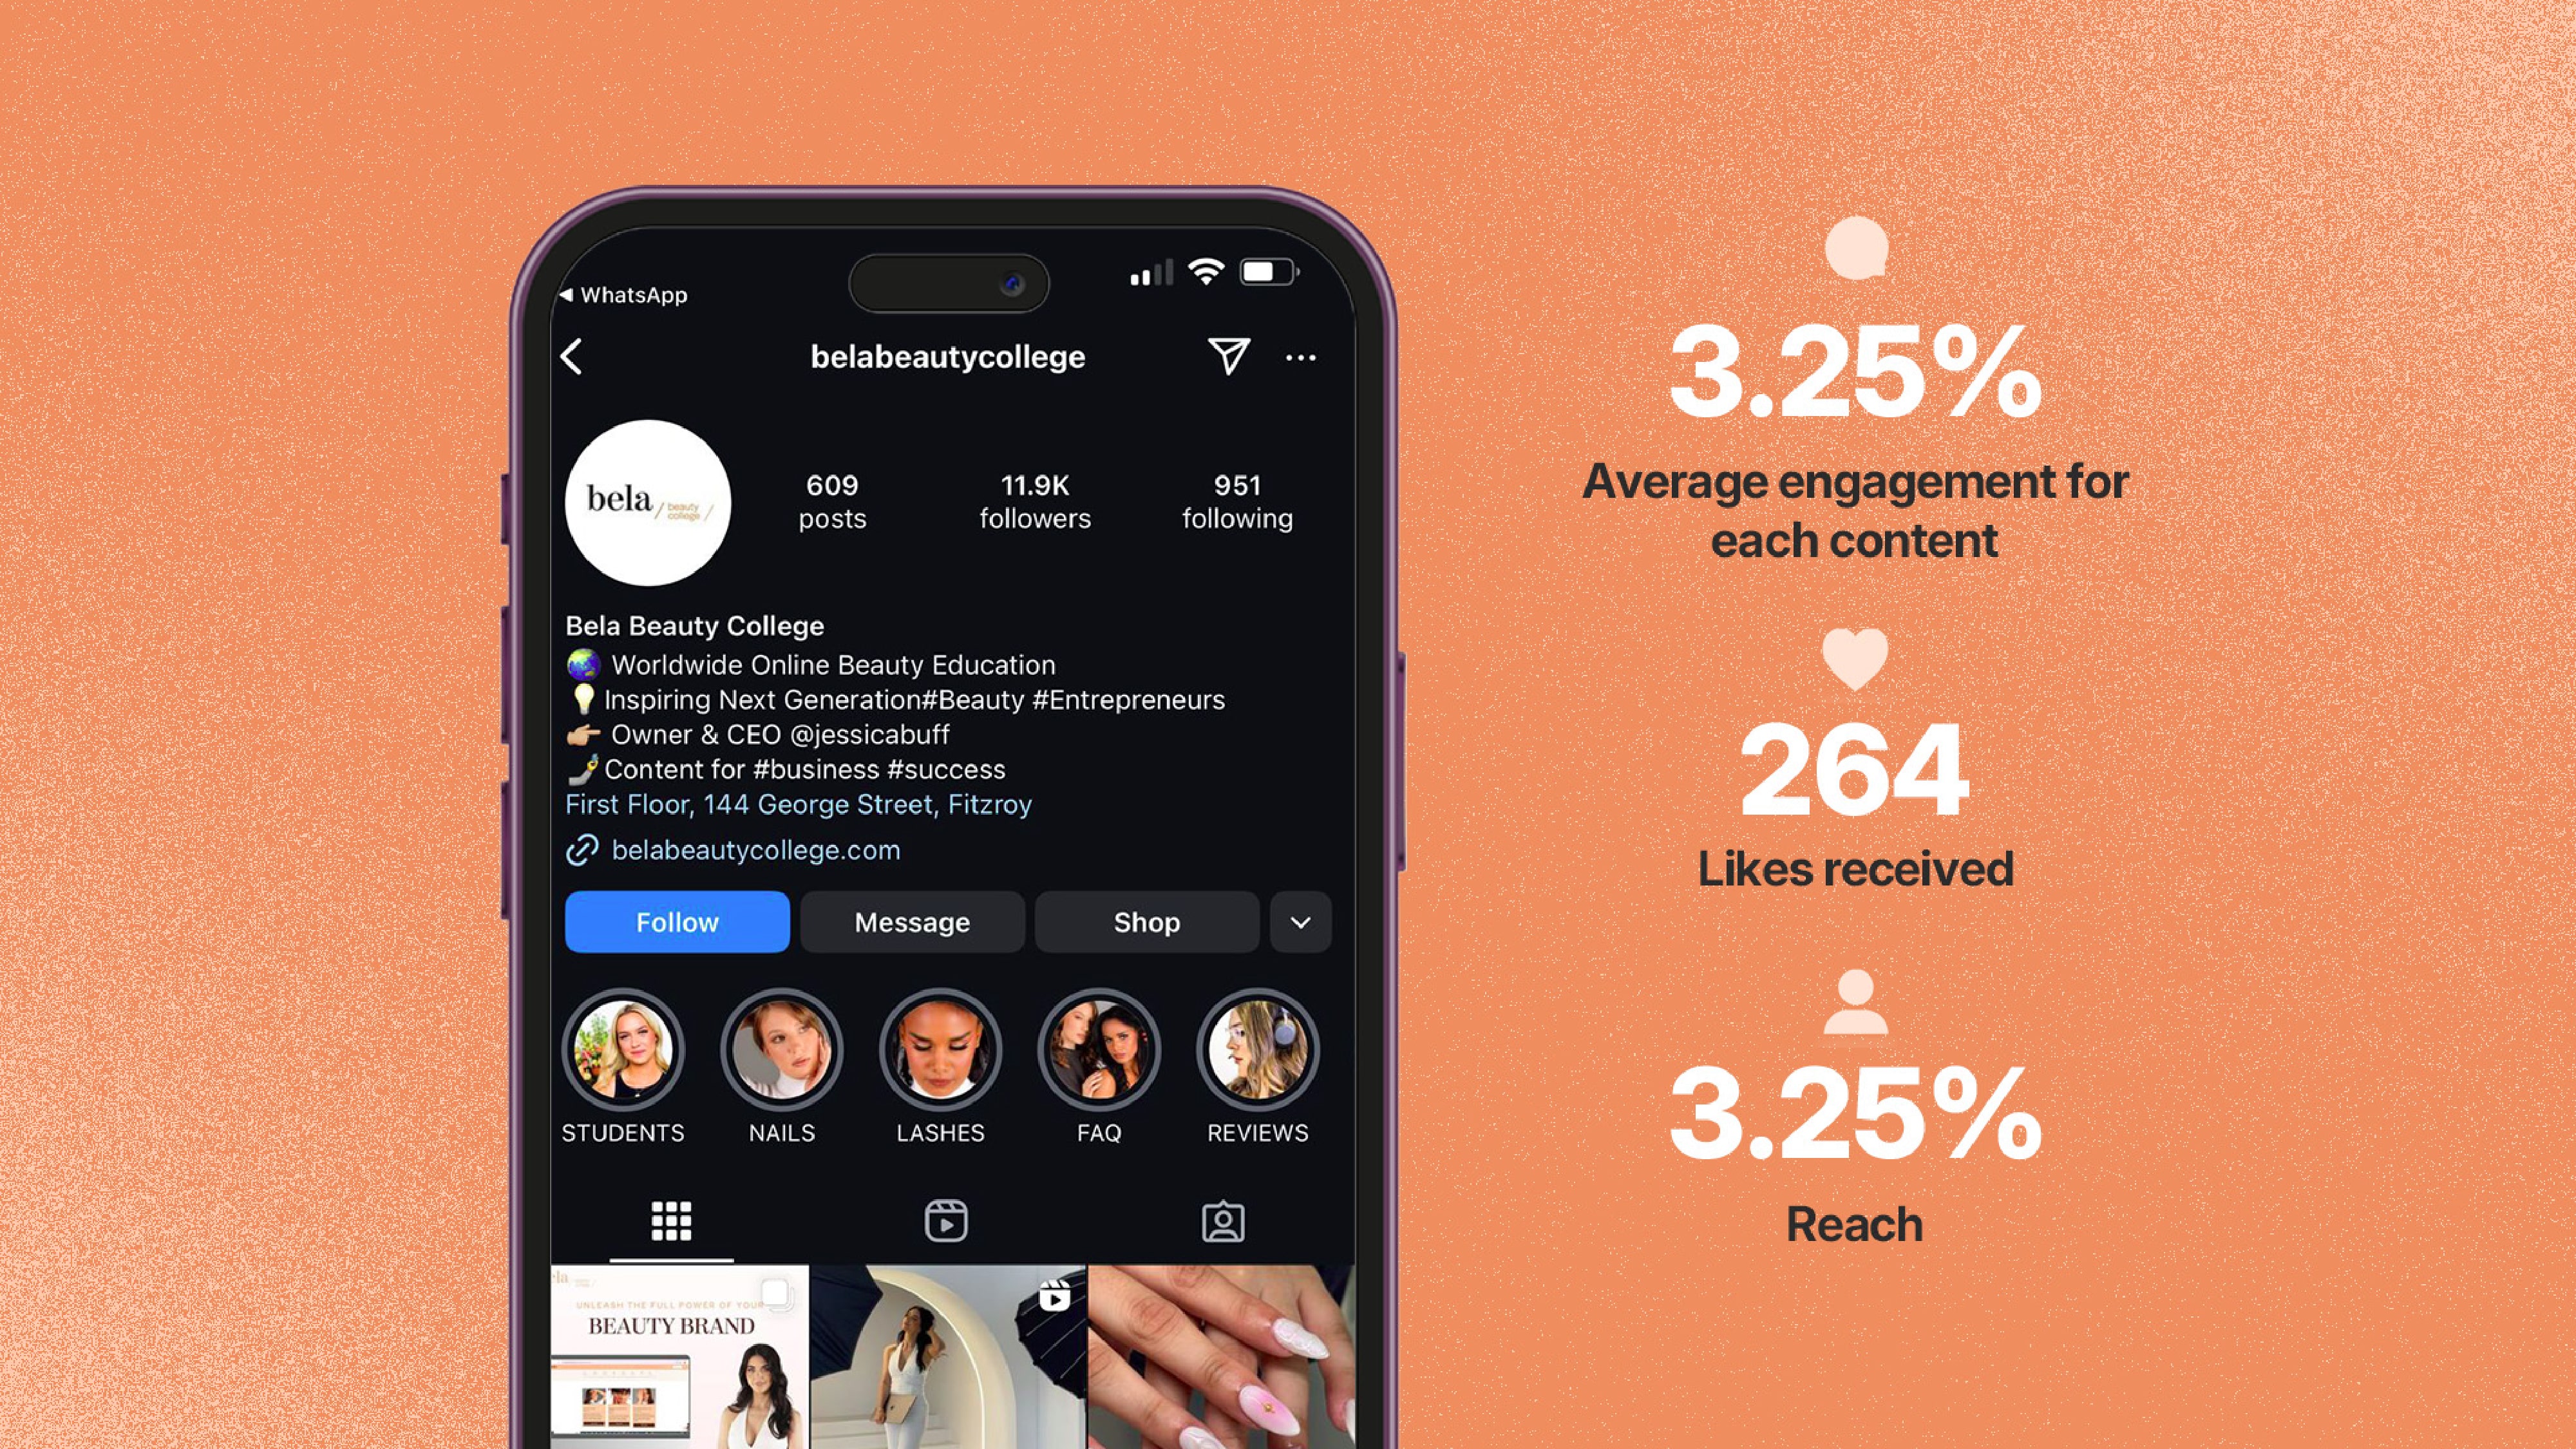 WhatsApp
belabeautycollege
bela / beauty college /
609 posts
11.9K followers
951 following
Bela Beauty College
Worldwide Online Beauty Education
Inspiring Next Generation#Beauty #Entrepreneurs
Owner & CEO @jessicabuff
Content for #business #success
First Floor, 144 George Street, Fitzroy
belabeautycollege.com
Follow
Message
Shop
STUDENTS
NAILS
LASHES
FAQ
REVIEWS
UNLEASH THE FULL POWER OF YOUR
BEAUTY BRAND
3.25%
Average engagement for
each content
264
Likes received
3.25%
Reach